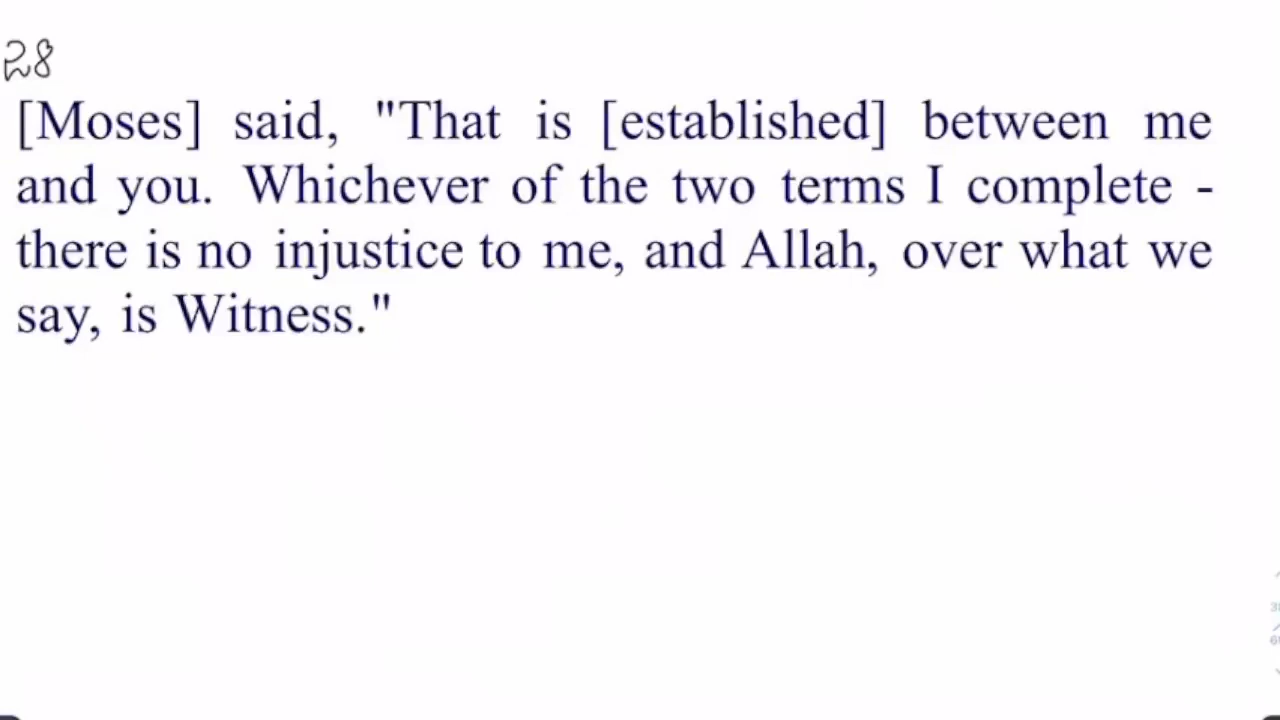 28
[Moses] said, "That is [established] between me
and you. Whichever of the two terms I complete -
there is no injustice to me, and Allah, over what we
say, is Witness."